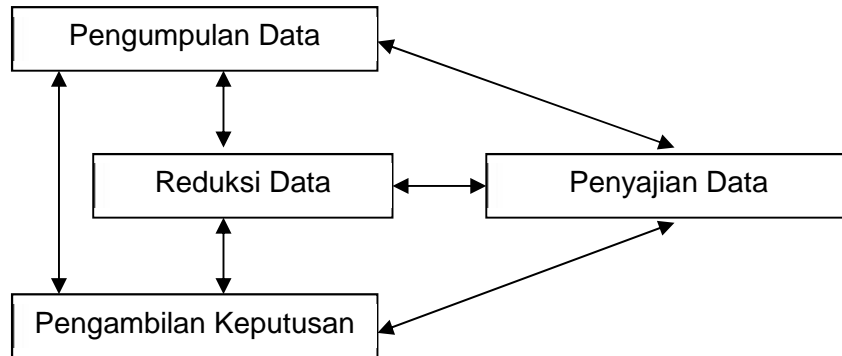 Pengumpulan Data
Reduksi Data
Penyajian Data
Pengambilan Keputusan